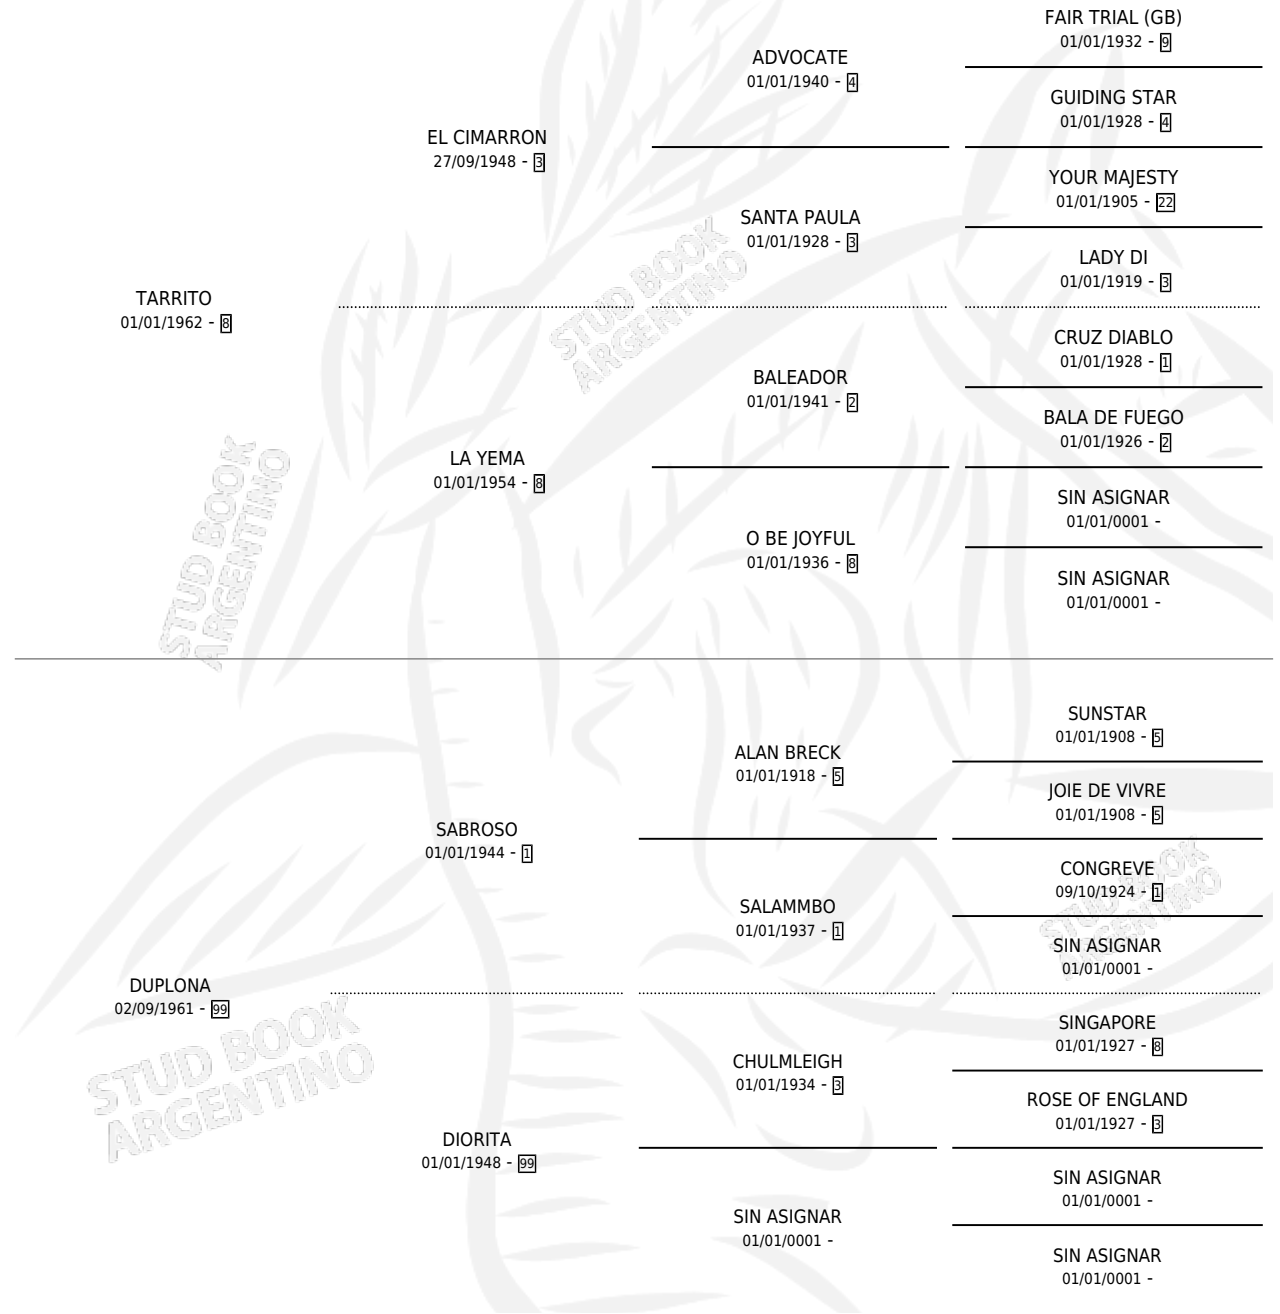 FAIR TRIAL (GB)
01/01/1932 - 9
ADVOCATE
01/01/1940 - 4
GUIDING STAR
01/01/1928 - 4
EL CIMARRON
27/09/1948 - 3
YOUR MAJESTY
01/01/1905 - 22
SANTA PAULA
01/01/1928 - 3
LADY DI
01/01/1919 - 3
TARRITO
01/01/1962 - 8
CRUZ DIABLO
01/01/1928 - 1
BALEADOR
01/01/1941 - 2
BALA DE FUEGO
01/01/1926 - 2
LA YEMA
01/01/1954 - 8
SIN ASIGNAR
01/01/0001 -
O BE JOYFUL
01/01/1936 - 8
SIN ASIGNAR
01/01/0001 -
STUD BOOK
ARGENTINO
STUD BOOK
ARGENTINO
SUNSTAR
01/01/1908 - 5
ALAN BRECK
01/01/1918 - 5
JOIE DE VIVRE
01/01/1908 - 5
SABROSO
01/01/1944 - 1
CONGREVE
09/10/1924 - 1
SALAMMBO
01/01/1937 - 1
SIN ASIGNAR
01/01/0001 -
DUPLONA
02/09/1961 - 99
SINGAPORE
01/01/1927 - 8
CHULMLEIGH
01/01/1934 - 3
ROSE OF ENGLAND
01/01/1927 - 3
DIORITA
01/01/1948 - 99
SIN ASIGNAR
01/01/0001 -
SIN ASIGNAR
01/01/0001 -
SIN ASIGNAR
01/01/0001 -
STUD BOOK
ARGENTINO
STUD BOOK
ARGENTINO